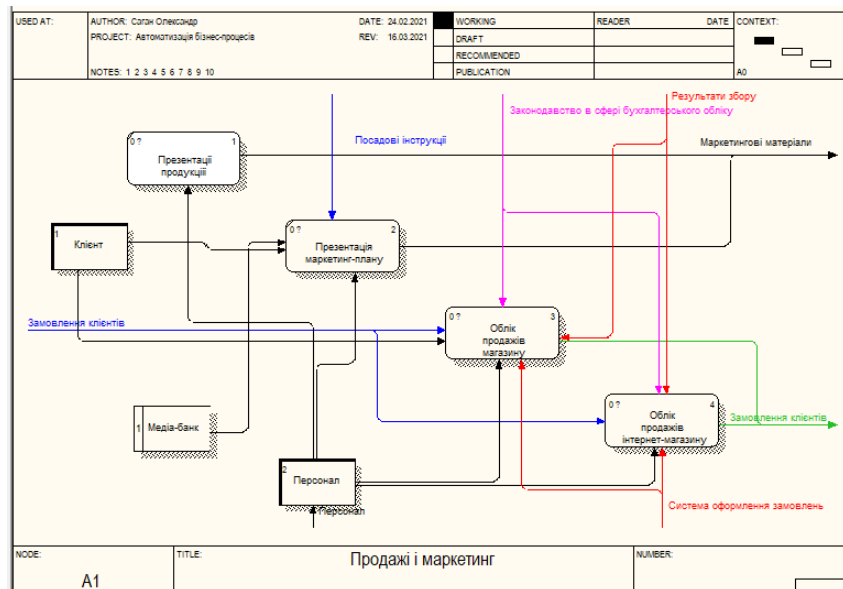 USED AT:
AUTHOR: Саган Олександр
DATE: 24.02.2021
WORKING
READER
DATE
CONTEXT:
PROJECT: Автоматизація бізнес-процесів
REV: 16.03.2021
DRAFT
RECOMMENDED
NOTES: 1 2 3 4 5 6 7 8 9 10
PUBLICATION
A0
Результати збору
Законодавство в сфері бухгалтерського обліку
Посадові інструкції
Маркетингові матеріали
0 ?
1
Презентації
продукціїі
1
Клієнт
0 ?
2
Презентація
маркетинг-плану
Замовлення клієнтів
0 ?
3
Облік
продажів
магазину
0 ?
4
Облік
продажів
інтернет-магазину
Замовлення клієнтів
1
Медіа-банк
2
Персонал
Персонал
Система оформлення замовлень
NODE:
TITLE:
Продажі і маркетинг
NUMBER:
A1